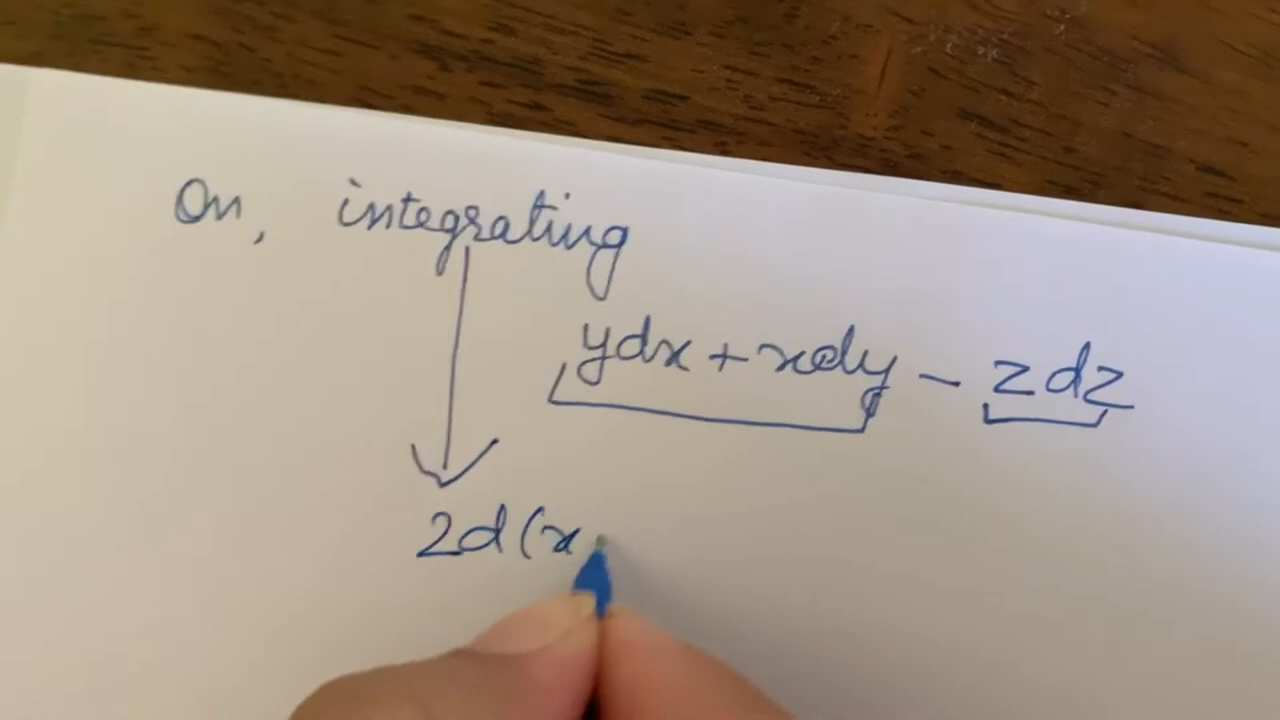 On, integrating
ydx + xdy - zdz
2d(x